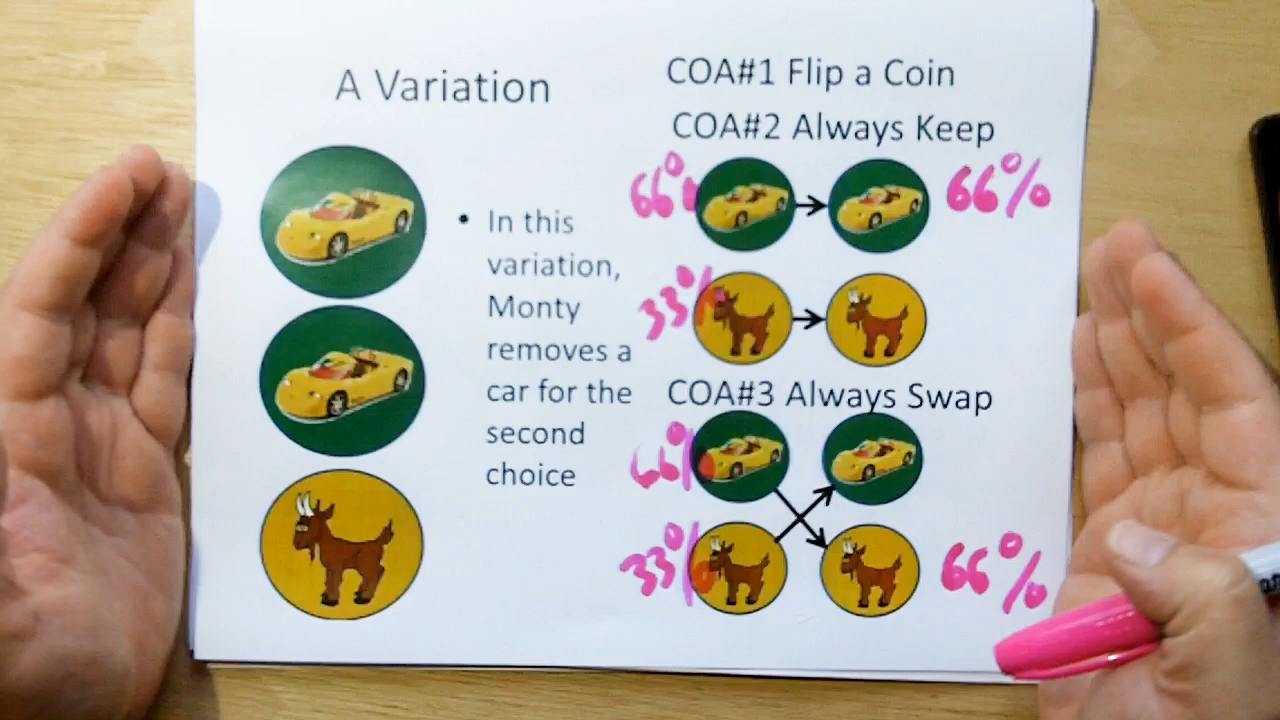 A Variation
• In this
variation,
Monty
removes a
car for the
second
choice
COA#1 Flip a Coin
COA#2 Always Keep
66%
66%
33%
COA#3 Always Swap
66%
33%
66%